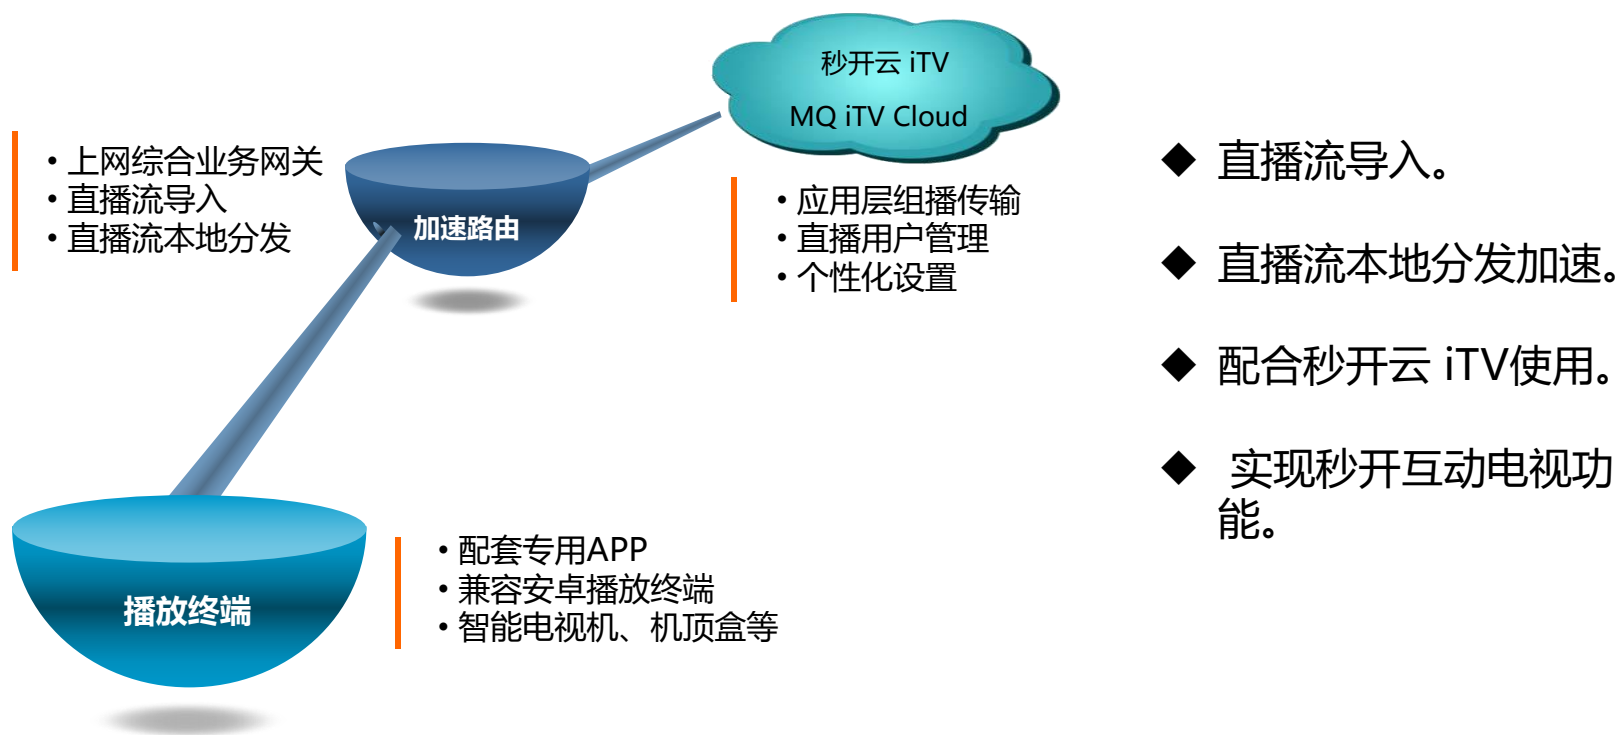 秒开云 iTV
MQ iTV Cloud
• 上网综合业务网关
• 直播流导入
• 直播流本地分发
加速路由
• 应用层组播传输
• 直播用户管理
• 个性化设置
播放终端
• 配套专用APP
• 兼容安卓播放终端
• 智能电视机、机顶盒等
◆ 直播流导入。
◆ 直播流本地分发加速。
◆ 配合秒开云 iTV使用。
◆ 实现秒开互动电视功
能。